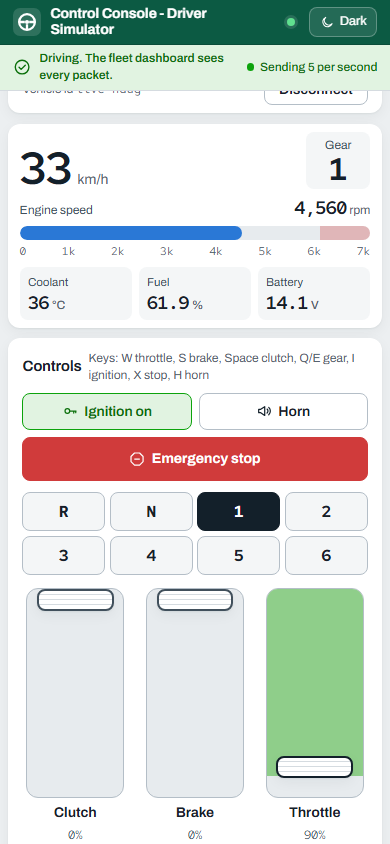 Control Console - Driver
Simulator
Dark
Driving. The fleet dashboard sees
every packet.
Sending 5 per second
33 km/h
Gear
1
Engine speed
4,560 rpm
0 1k 2k 3k 4k 5k 6k 7k
Coolant Fuel Battery
36 °C 61.9 % 14.1 V
Controls
Keys: W throttle, S brake, Space clutch, Q/E gear, I
ignition, X stop, H horn
Ignition on Horn
Emergency stop
R N 1 2
3 4 5 6
Clutch Brake Throttle
0% 0% 90%